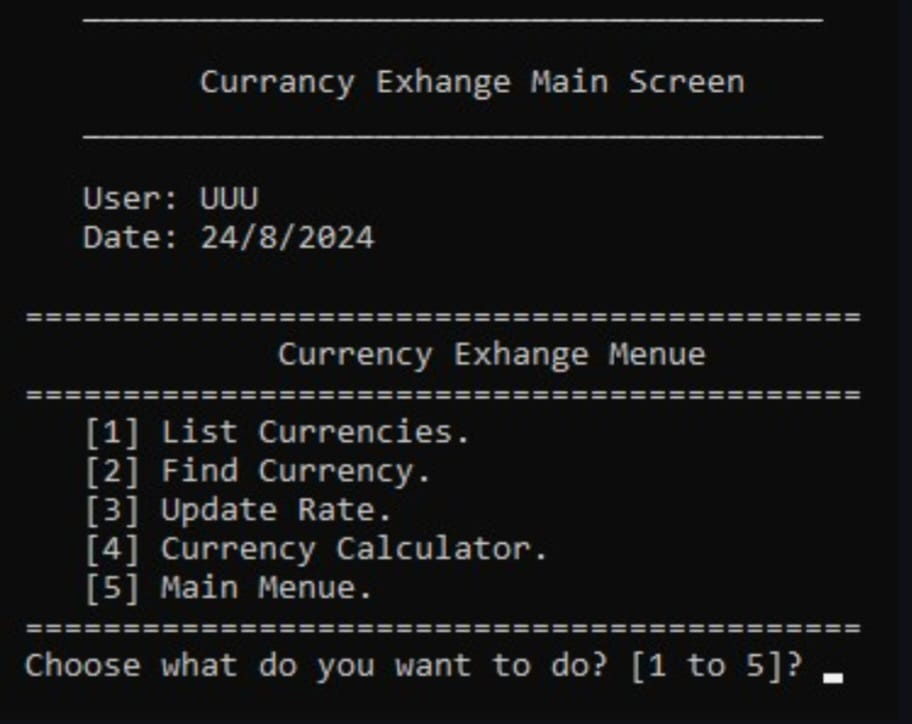 Currancy Exhange Main Screen
User: UUU
Date: 24/8/2024
===========================================
Currency Exhange Menue
===========================================
[1] List Currencies.
[2] Find Currency.
[3] Update Rate.
[4] Currency Calculator.
[5] Main Menue.
===========================================
Choose what do you want to do? [1 to 5]?